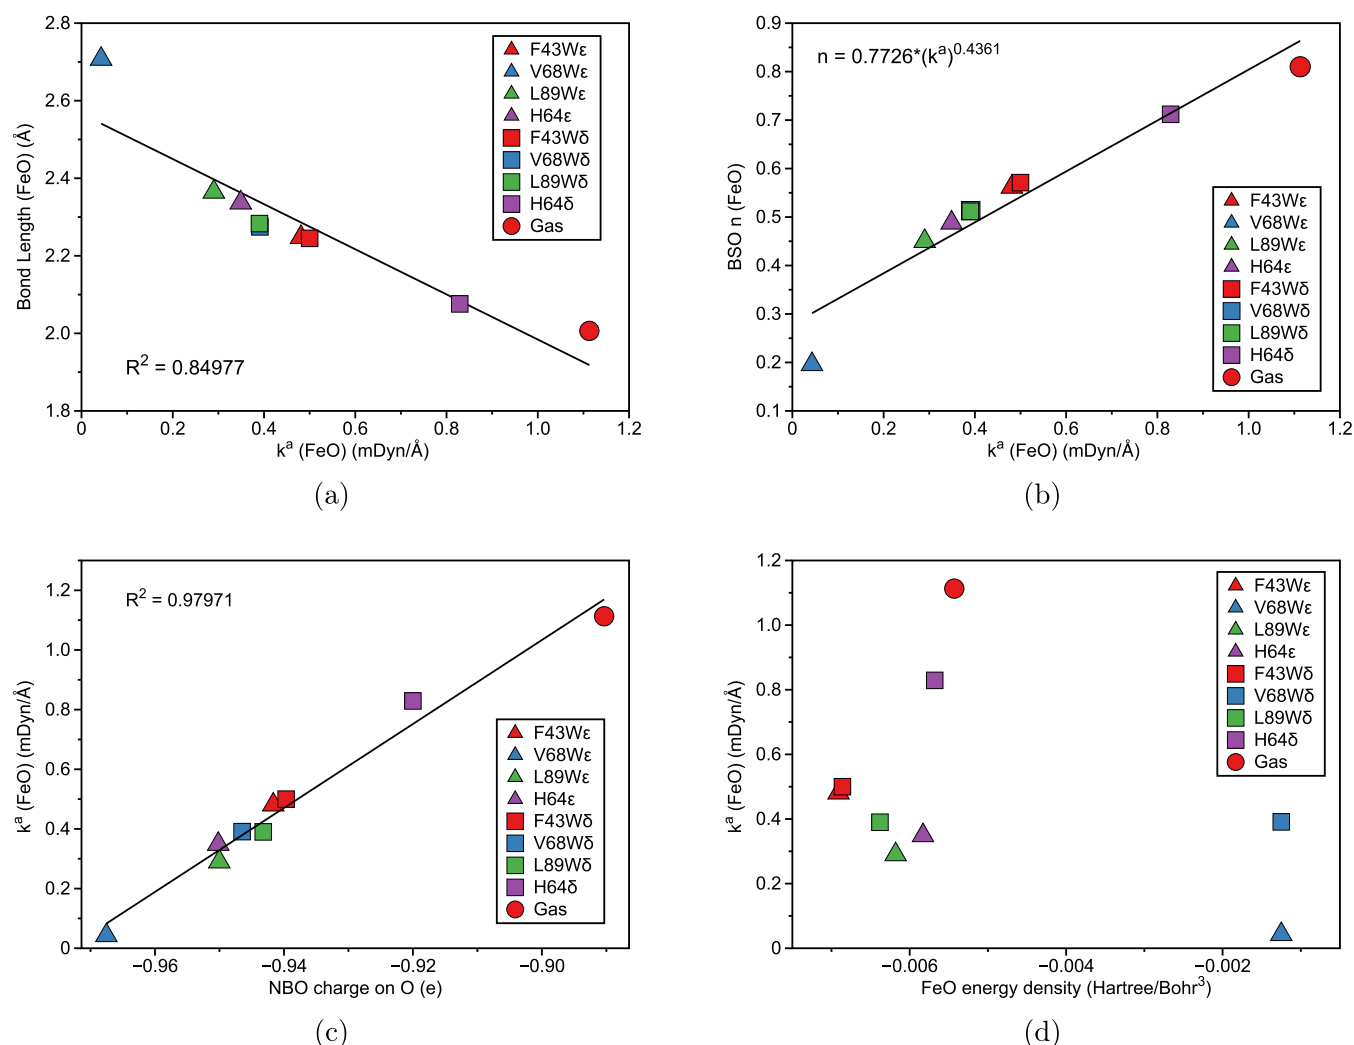 2.8
2.6
2.4
2.2
2.0
1.8
Bond Length (FeO) (Å)
R² = 0.84977
F43Wε
V68Wε
L89Wε
H64ε
F43Wδ
V68Wδ
L89Wδ
H64δ
Gas
0 0.2 0.4 0.6 0.8 1.0 1.2
kᵃ (FeO) (mDyn/Å)
(a)
0.9
0.8
0.7
0.6
0.5
0.4
0.3
0.2
0.1
BSO n (FeO)
n = 0.7726*(kᵃ)⁰·⁴³⁶¹
F43Wε
V68Wε
L89Wε
H64ε
F43Wδ
V68Wδ
L89Wδ
H64δ
Gas
0 0.2 0.4 0.6 0.8 1.0 1.2
kᵃ (FeO) (mDyn/Å)
(b)
1.2
1.0
0.8
0.6
0.4
0.2
0
kᵃ (FeO) (mDyn/Å)
R² = 0.97971
F43Wε
V68Wε
L89Wε
H64ε
F43Wδ
V68Wδ
L89Wδ
H64δ
Gas
−0.96 −0.94 −0.92 −0.90
NBO charge on O (e)
(c)
1.2
1.0
0.8
0.6
0.4
0.2
0
kᵃ (FeO) (mDyn/Å)
F43Wε
V68Wε
L89Wε
H64ε
F43Wδ
V68Wδ
L89Wδ
H64δ
Gas
−0.006 −0.004 −0.002
FeO energy density (Hartree/Bohr³)
(d)